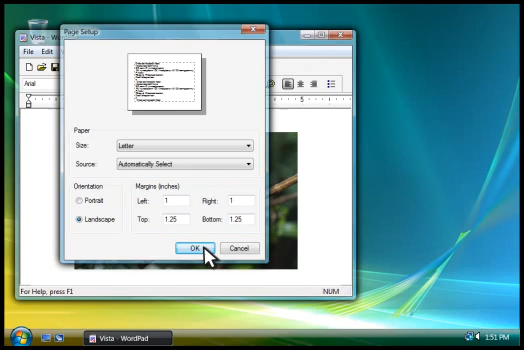 Vista - Wor
Page Setup
File Edit V
Arial
5
Paper
Size: Letter
Source: Automatically Select
Orientation
Portrait
Landscape
Margins (inches)
Left: 1 Right: 1
Top: 1.25 Bottom: 1.25
OK Cancel
For Help, press F1 NUM
Vista - WordPad 1:51 PM